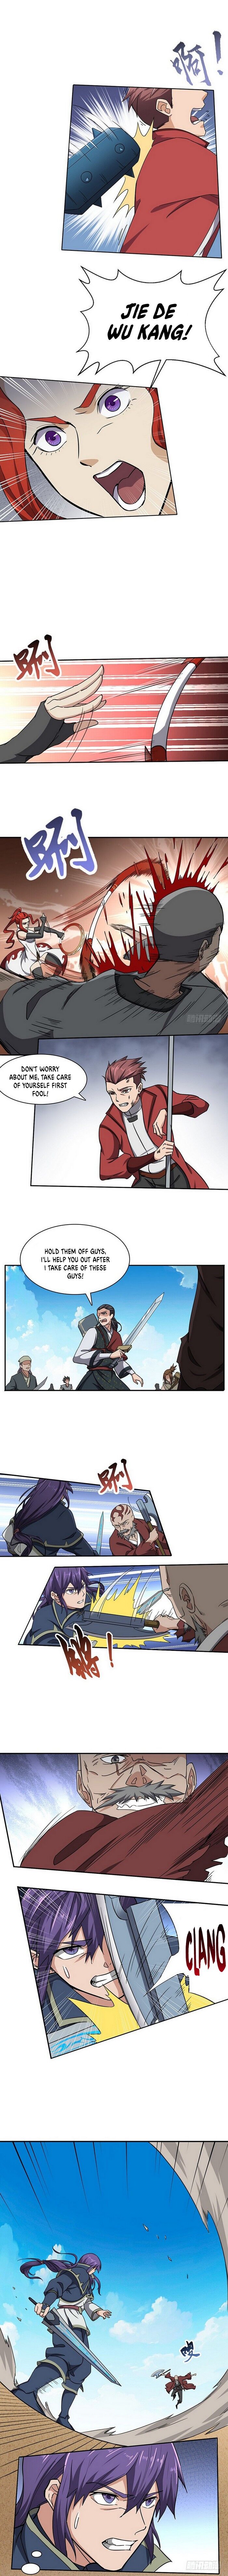 啊！
JIE DE
WU KANG!
唰
唰
DON'T WORRY
ABOUT ME, TAKE CARE
OF YOURSELF FIRST
FOOL!
HOLD THEM OFF GUYS,
I'LL HELP YOU OUT AFTER
I TAKE CARE OF THESE
GUYS!
唰
CLANG